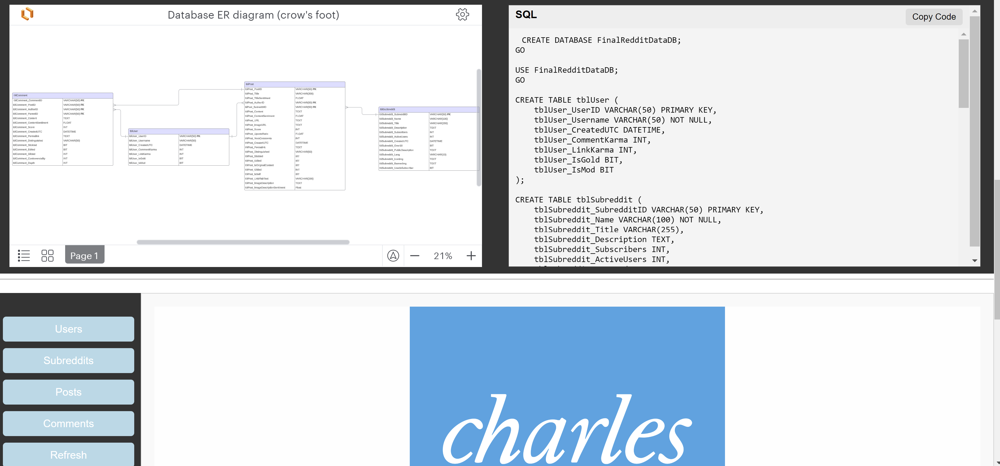 Database ER diagram (crow's foot)
tblComment
tblComment_CommentID VARCHAR(50) PK
tblComment_PostID VARCHAR(50) FK
tblComment_AuthorID VARCHAR(50) FK
tblComment_ParentID VARCHAR(50) FK
tblComment_Content TEXT
tblComment_ContentSentiment FLOAT
tblComment_Score INT
tblComment_CreatedUTC DATETIME
tblComment_Permalink TEXT
tblComment_Distinguished VARCHAR(50)
tblComment_Stickied BIT
tblComment_Edited BIT
tblComment_Gilded INT
tblComment_Controversiality INT
tblComment_Depth INT
tblUser
tblUser_UserID VARCHAR(50) PK
tblUser_Username VARCHAR(50)
tblUser_CreatedUTC DATETIME
tblUser_CommentKarma INT
tblUser_LinkKarma INT
tblUser_IsGold BIT
tblUser_IsMod BIT
tblPost
tblPost_PostID VARCHAR(50) PK
tblPost_Title VARCHAR(300)
tblPost_TitleSentiment FLOAT
tblPost_AuthorID VARCHAR(50) FK
blPost_SubredditID VARCHAR(50) FK
tblPost_Content TEXT
tblPost_ContentSentiment FLOAT
tblPost_URL TEXT
tblPost_ImageURL TEXT
tblPost_Score INT
tblPost_UpvoteRatio FLOAT
tblPost_NumComments INT
tblPost_CreatedUTC DATETIME
tblPost_Permalink TEXT
tblPost_Distinguished VARCHAR(50)
tblPost_Stickied BIT
tblPost_Edited BIT
tblPost_IsOriginalContent BIT
tblPost_Gilded INT
tblPost_IsSelf BIT
tblPost_LinkFlairText VARCHAR(255)
tblPost_ImageDescription TEXT
tblPost_ImageDescriptionSentiment Float
tblSubreddit
tblSubreddit_SubredditID VARCHAR(50) PK
tblSubreddit_Name VARCHAR(100)
tblSubreddit_Title VARCHAR(255)
tblSubreddit_Description TEXT
tblSubreddit_Subscribers INT
tblSubreddit_ActiveUsers INT
tblSubreddit_CreatedUTC DATETIME
tblSubreddit_Over18 BIT
tblSubreddit_PublicDescription TEXT
tblSubreddit_Lang VARCHAR(10)
tblSubreddit_IconImg TEXT
tblSubreddit_BannerImg TEXT
tblSubreddit_UserIsSubscriber BIT
Page 1
21%
SQL
Copy Code
CREATE DATABASE FinalRedditDataDB;
GO
USE FinalRedditDataDB;
GO
CREATE TABLE tblUser (
tblUser_UserID VARCHAR(50) PRIMARY KEY,
tblUser_Username VARCHAR(50) NOT NULL,
tblUser_CreatedUTC DATETIME,
tblUser_CommentKarma INT,
tblUser_LinkKarma INT,
tblUser_IsGold BIT,
tblUser_IsMod BIT
);
CREATE TABLE tblSubreddit (
tblSubreddit_SubredditID VARCHAR(50) PRIMARY KEY,
tblSubreddit_Name VARCHAR(100) NOT NULL,
tblSubreddit_Title VARCHAR(255),
tblSubreddit_Description TEXT,
tblSubreddit_Subscribers INT,
tblSubreddit_ActiveUsers INT,
Users
Subreddits
Posts
Comments
Refresh
charles